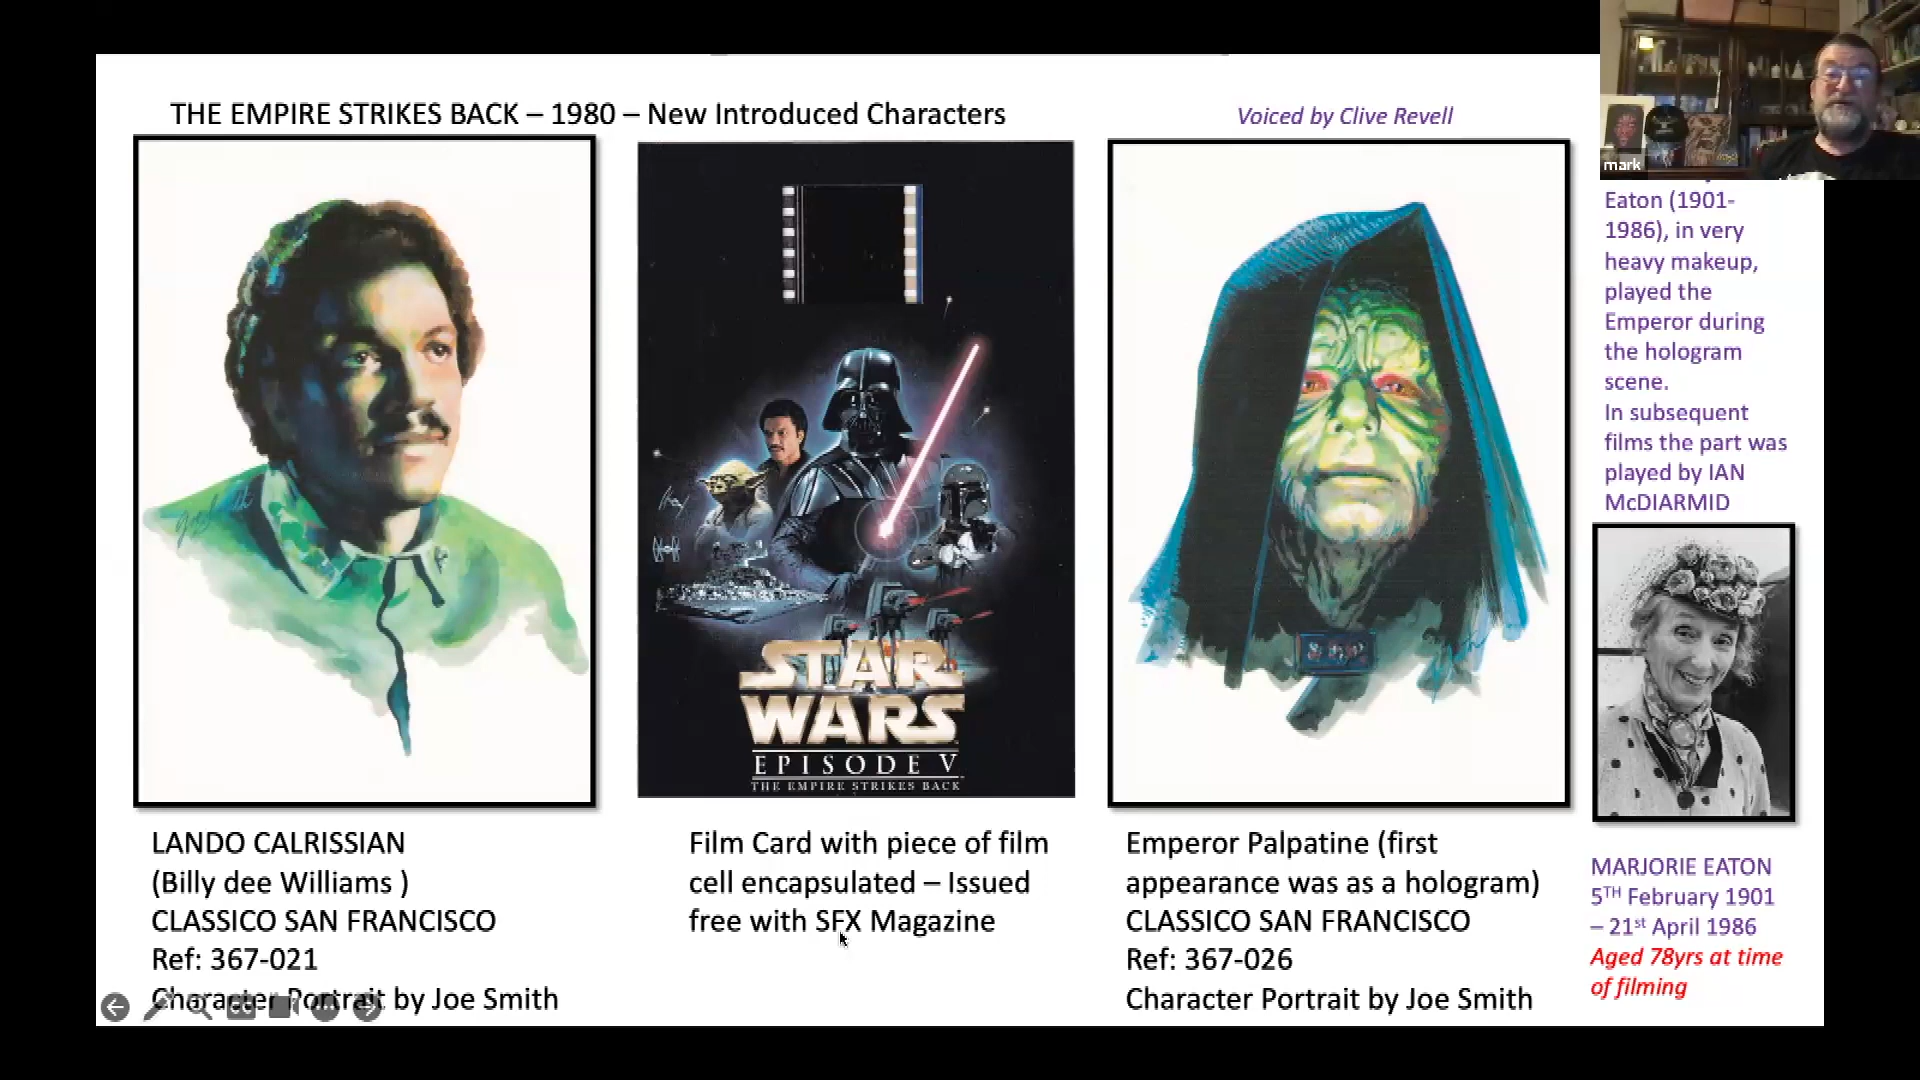 THE EMPIRE STRIKES BACK – 1980 – New Introduced Characters
Voiced by Clive Revell
mark
Eaton (1901-
1986), in very
heavy makeup,
played the
Emperor during
the hologram
scene.
In subsequent
films the part was
played by IAN
McDIARMID
STAR
WARS
EPISODE V
THE EMPIRE STRIKES BACK
LANDO CALRISSIAN
(Billy dee Williams )
CLASSICO SAN FRANCISCO
Ref: 367-021
Character Portrait by Joe Smith
Film Card with piece of film
cell encapsulated – Issued
free with SFX Magazine
Emperor Palpatine (first
appearance was as a hologram)
CLASSICO SAN FRANCISCO
Ref: 367-026
Character Portrait by Joe Smith
MARJORIE EATON
5TH February 1901
– 21st April 1986
Aged 78yrs at time
of filming
CC